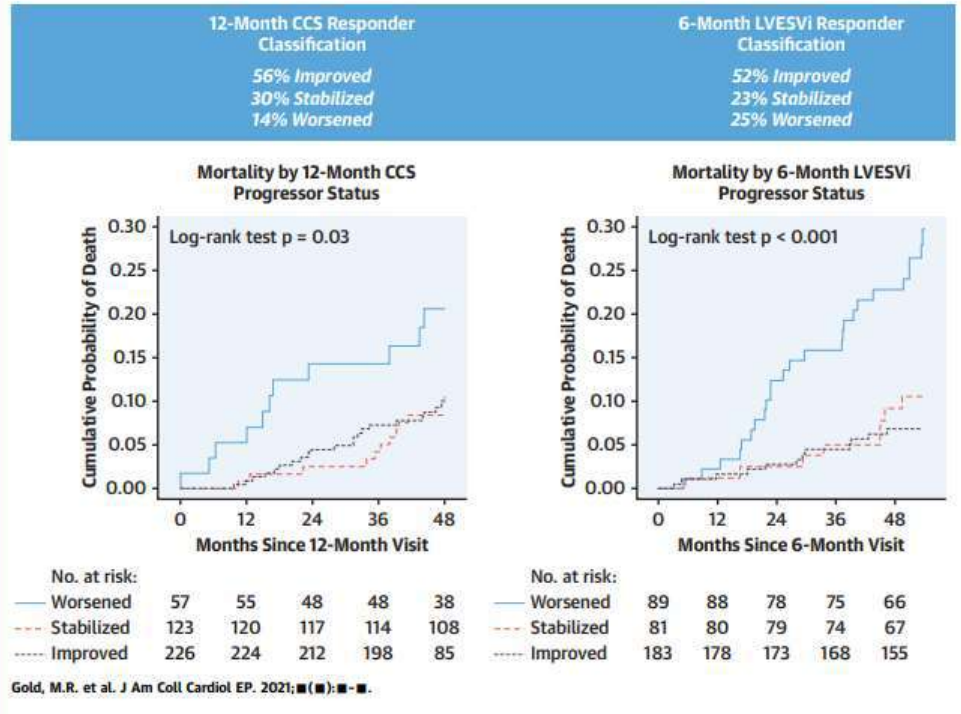 12-Month CCS Responder
Classification
56% Improved
30% Stabilized
14% Worsened
6-Month LVESVi Responder
Classification
52% Improved
23% Stabilized
25% Worsened
Mortality by 12-Month CCS
Progressor Status
Cumulative Probability of Death
0.30
0.25
0.20
0.15
0.10
0.05
0.00
Log-rank test p = 0.03
0 12 24 36 48
Months Since 12-Month Visit
No. at risk:
Worsened 57 55 48 48 38
Stabilized 123 120 117 114 108
Improved 226 224 212 198 85
Mortality by 6-Month LVESVi
Progressor Status
Cumulative Probability of Death
0.30
0.25
0.20
0.15
0.10
0.05
0.00
Log-rank test p < 0.001
0 12 24 36 48
Months Since 6-Month Visit
No. at risk:
Worsened 89 88 78 75 66
Stabilized 81 80 79 74 67
Improved 183 178 173 168 155
Gold, M.R. et al. J Am Coll Cardiol EP. 2021;■(■):■-■.